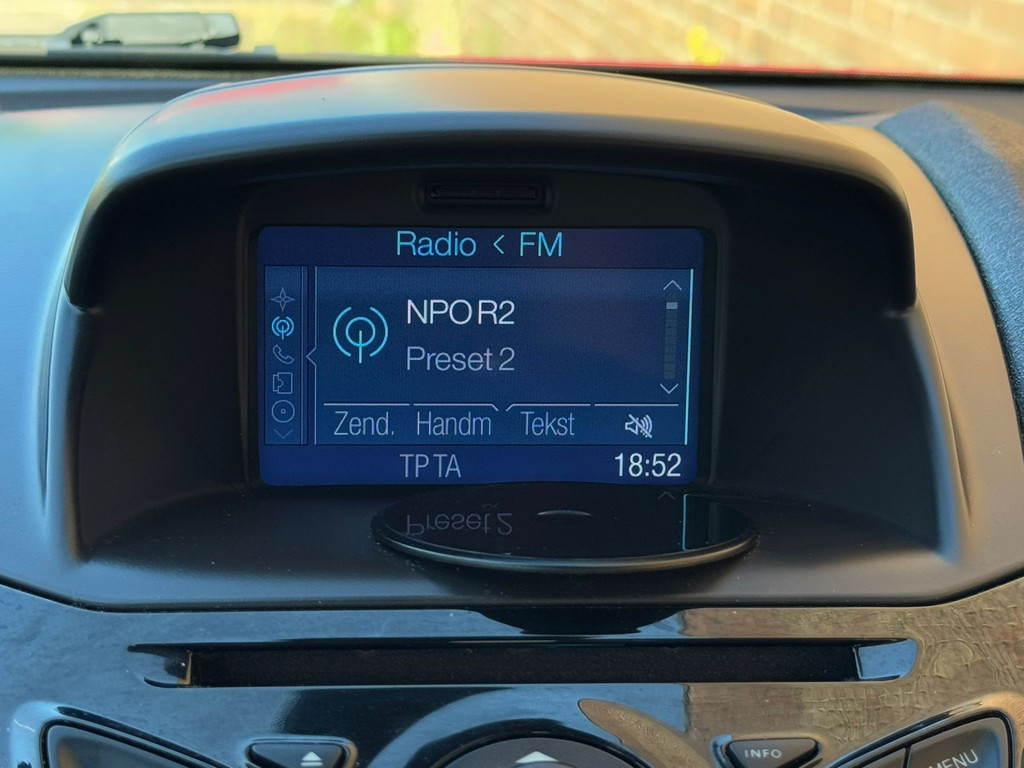 Radio < FM
NPO R2
Preset 2
Zend. Handm Tekst
TP TA 18:52
Preset 2
INFO
MENU